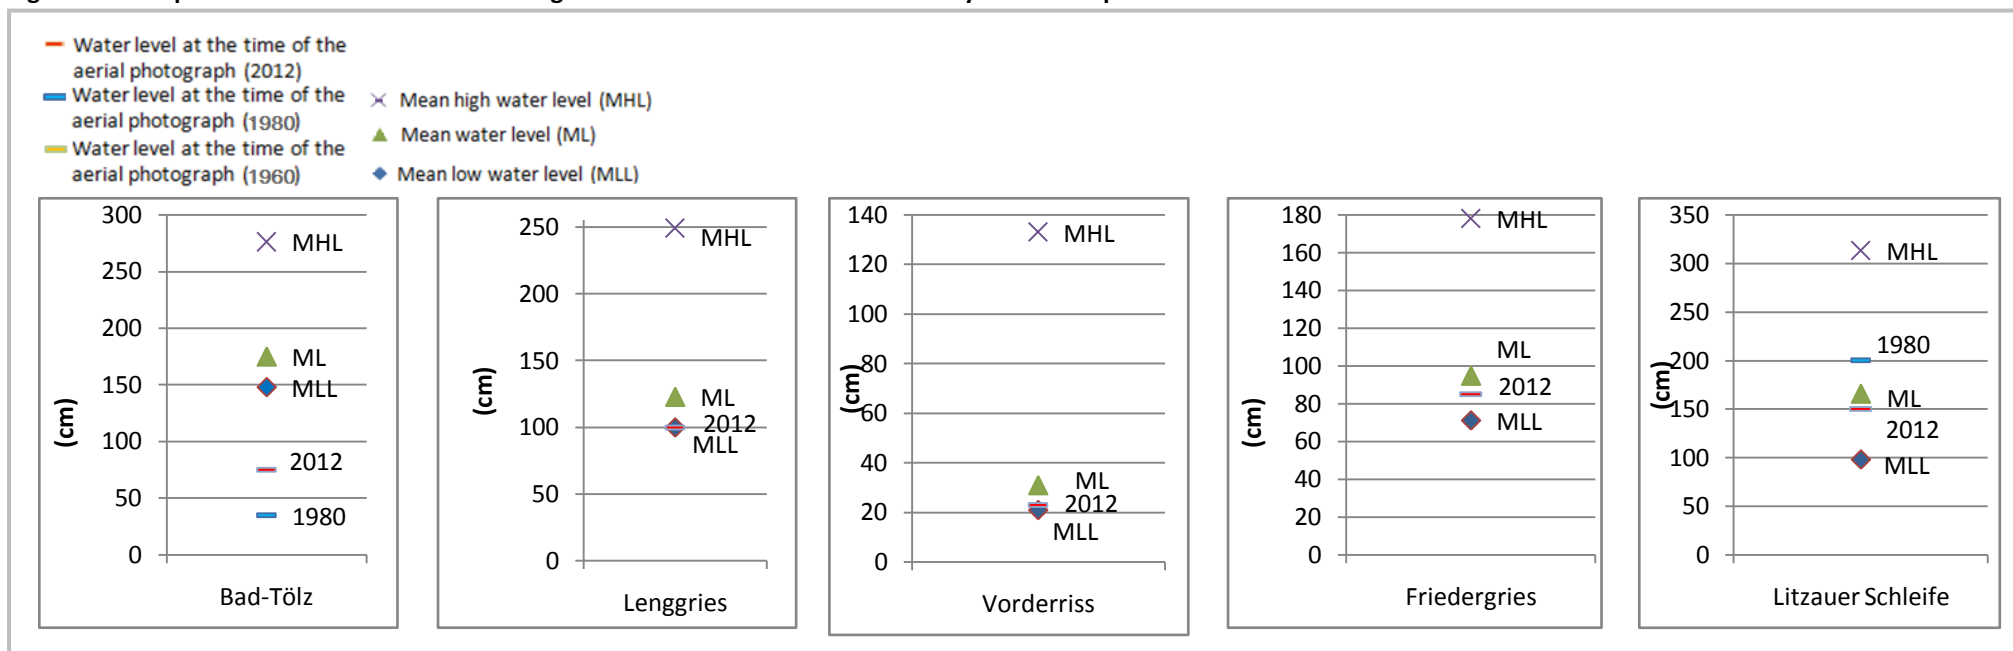 Water level at the time of the
aerial photograph (2012)
Water level at the time of the
aerial photograph (1980)
Water level at the time of the
aerial photograph (1960)
Mean high water level (MHL)
Mean water level (ML)
Mean low water level (MLL)
300
250
200
150
100
50
0
(cm)
MHL
ML
MLL
2012
1980
Bad-Tölz
250
200
150
100
50
0
(cm)
MHL
ML
2012
MLL
Lenggries
140
120
100
80
60
40
20
0
(cm)
MHL
ML
2012
MLL
Vorderriss
180
160
140
120
100
80
60
40
20
0
(cm)
MHL
ML
2012
MLL
Friedergries
350
300
250
200
150
100
50
0
(cm)
MHL
1980
ML
2012
MLL
Litzauer Schleife